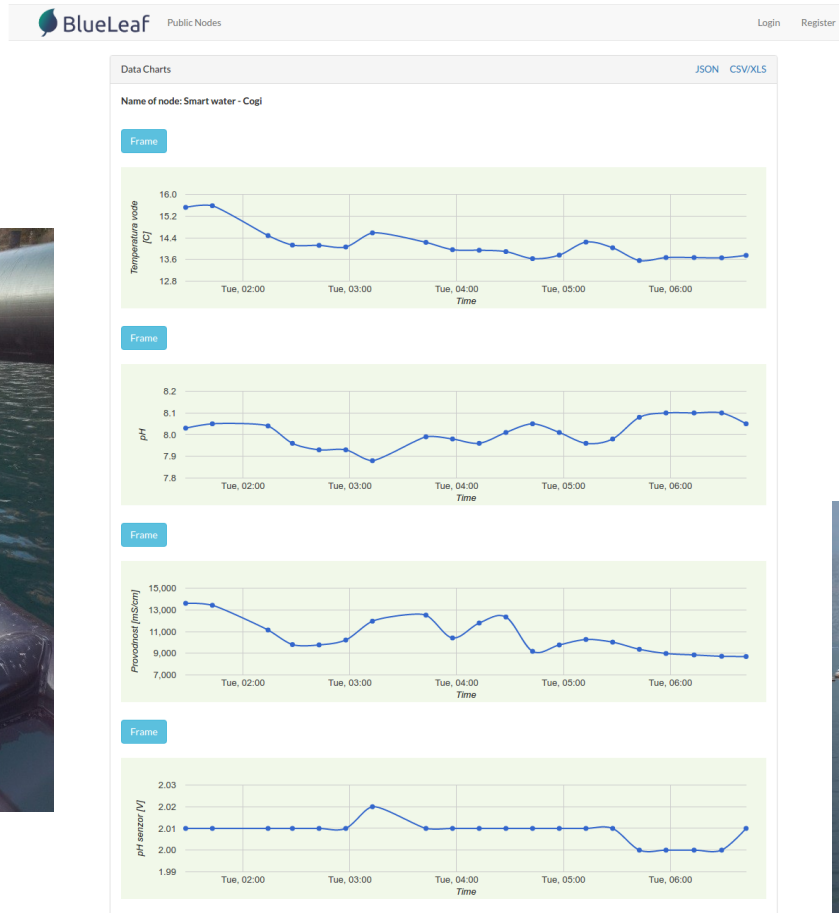 BlueLeaf Public Nodes Login Register
Data Charts JSON CSV/XLS
Name of node: Smart water - Cogi
Frame
Temperatura vode
[C]
16.0
15.2
14.4
13.6
12.8
Tue, 02:00 Tue, 03:00 Tue, 04:00 Tue, 05:00 Tue, 06:00
Time
Frame
pH
8.2
8.1
8.0
7.9
7.8
Tue, 02:00 Tue, 03:00 Tue, 04:00 Tue, 05:00 Tue, 06:00
Time
Frame
Provodnost [mS/cm]
15,000
13,000
11,000
9,000
7,000
Tue, 02:00 Tue, 03:00 Tue, 04:00 Tue, 05:00 Tue, 06:00
Time
Frame
pH senzor [V]
2.03
2.02
2.01
2.00
1.99
Tue, 02:00 Tue, 03:00 Tue, 04:00 Tue, 05:00 Tue, 06:00
Time